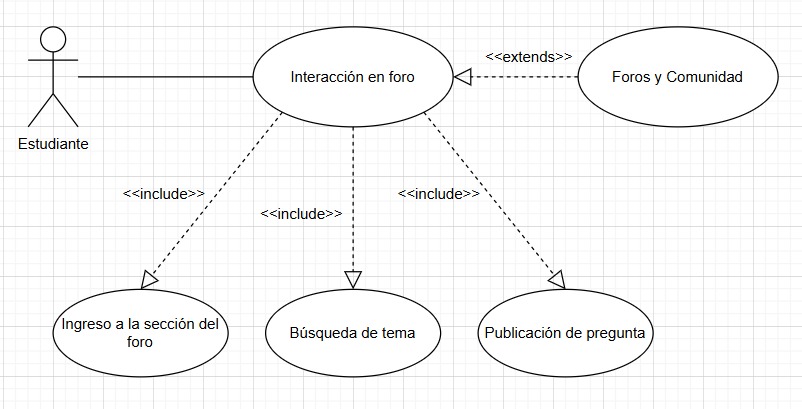 <<extends>>
Interacción en foro
Foros y Comunidad
Estudiante
<<include>>
<<include>>
<<include>>
Ingreso a la sección del
foro
Búsqueda de tema
Publicación de pregunta